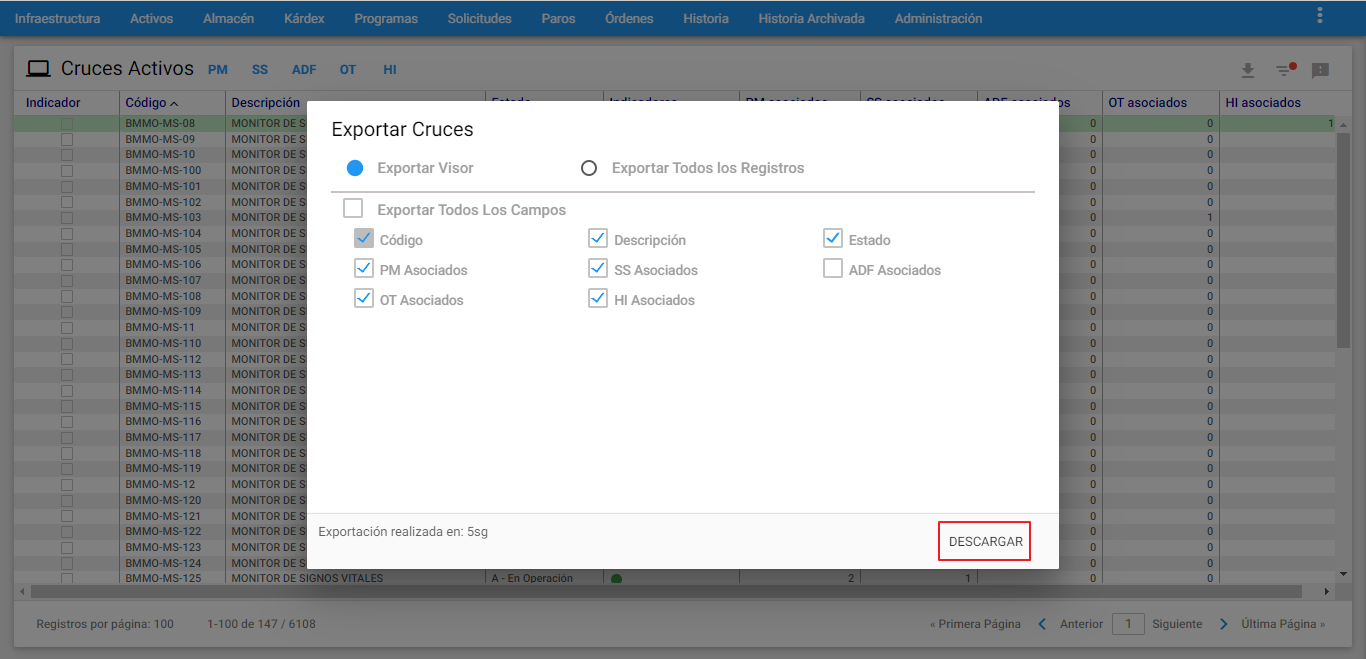 Infraestructura Activos Almacén Kárdex Programas Solicitudes Paros Órdenes Historia Historia Archivada Administración
Cruces Activos PM SS ADF OT HI
Indicador Código Descripción Estado Indicadores PM asociados SS asociados ADF asociados OT asociados HI asociados
BMMO-MS-08 MONITOR DE S 0 0 1
BMMO-MS-09 MONITOR DE S 0 0
BMMO-MS-10 MONITOR DE S 0 0
BMMO-MS-100 MONITOR DE S 0 0
BMMO-MS-101 MONITOR DE S 0 0
BMMO-MS-102 MONITOR DE S 0 0
BMMO-MS-103 MONITOR DE S 0 1
BMMO-MS-104 MONITOR DE S 0 0
BMMO-MS-105 MONITOR DE S 0 0
BMMO-MS-106 MONITOR DE S 0 0
BMMO-MS-107 MONITOR DE S 0 0
BMMO-MS-108 MONITOR DE S 0 0
BMMO-MS-109 MONITOR DE S 0 0
BMMO-MS-11 MONITOR DE S 0 0
BMMO-MS-110 MONITOR DE S 0 0
BMMO-MS-112 MONITOR DE S 0 0
BMMO-MS-113 MONITOR DE S 0 0
BMMO-MS-114 MONITOR DE S 0 0
BMMO-MS-115 MONITOR DE S 0 0
BMMO-MS-116 MONITOR DE S 0 0
BMMO-MS-117 MONITOR DE S 0 0
BMMO-MS-118 MONITOR DE S 0 0
BMMO-MS-119 MONITOR DE S 0 0
BMMO-MS-12 MONITOR DE S 0 0
BMMO-MS-120 MONITOR DE S 0 0
BMMO-MS-121 MONITOR DE S 0 0
BMMO-MS-122 MONITOR DE S 0 0
BMMO-MS-123 MONITOR DE S 0 0
BMMO-MS-124 MONITOR DE S 0 0
BMMO-MS-125 MONITOR DE SIGNOS VITALES A - En Operación 2 1 0 0
Exportar Cruces
Exportar Visor Exportar Todos los Registros
Exportar Todos Los Campos
Código Descripción Estado
PM Asociados SS Asociados ADF Asociados
OT Asociados HI Asociados
Exportación realizada en: 5sg
DESCARGAR
Registros por página: 100 1-100 de 147 / 6108 « Primera Página Anterior 1 Siguiente Última Página »